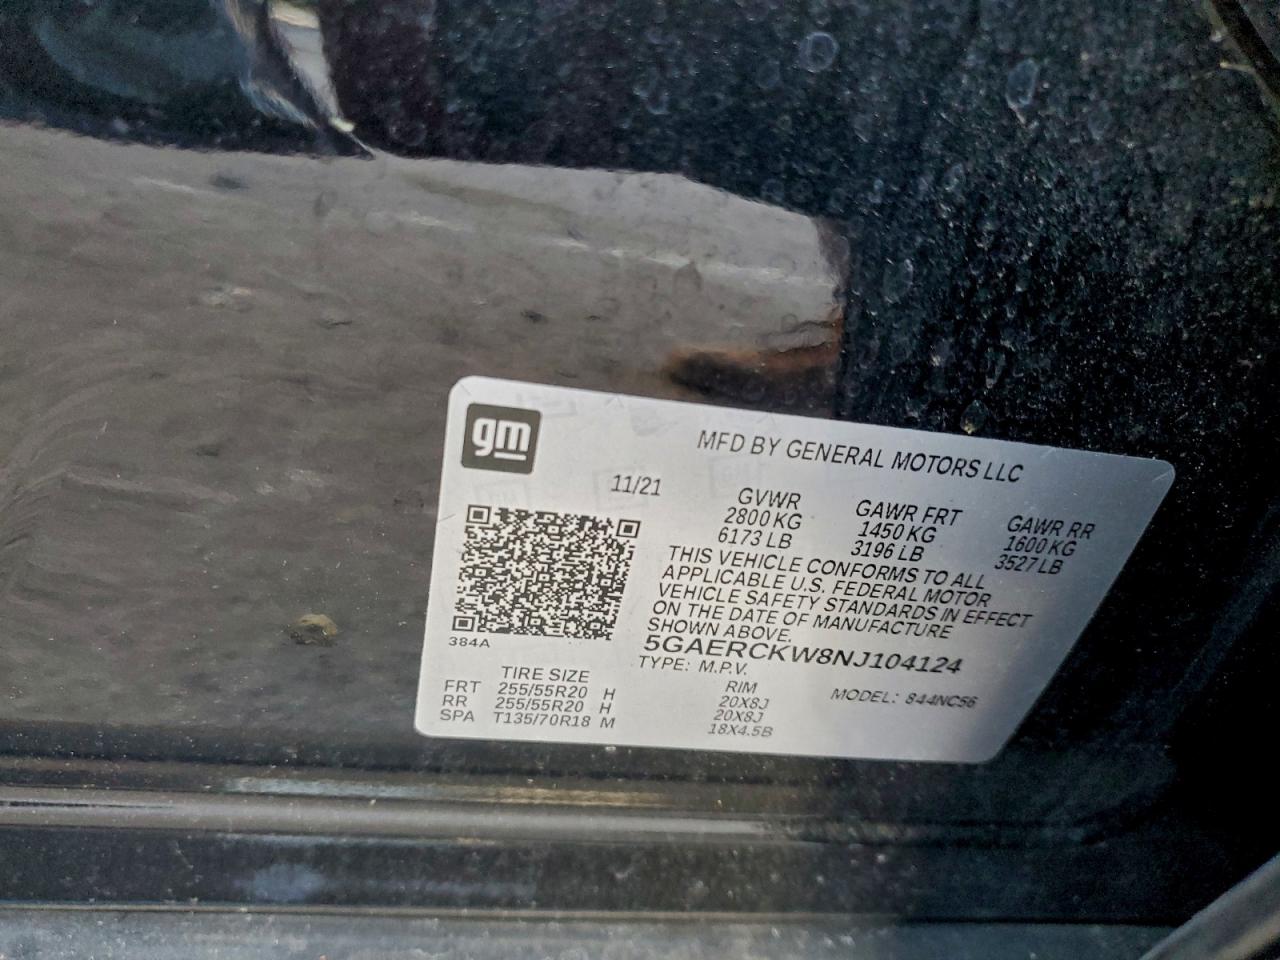 gm
MFD BY GENERAL MOTORS LLC
11/21
GVWR
2800 KG
6173 LB
GAWR FRT
1450 KG
3196 LB
GAWR RR
1600 KG
3527 LB
THIS VEHICLE CONFORMS TO ALL
APPLICABLE U.S. FEDERAL MOTOR
VEHICLE SAFETY STANDARDS IN EFFECT
ON THE DATE OF MANUFACTURE
SHOWN ABOVE.
384A
5GAERCKW8NJ104124
TYPE: M.P.V.
MODEL: 844NC56
TIRE SIZE RIM
FRT 255/55R20 H 20X8J
RR 255/55R20 H 20X8J
SPA T135/70R18 M 18X4.5B